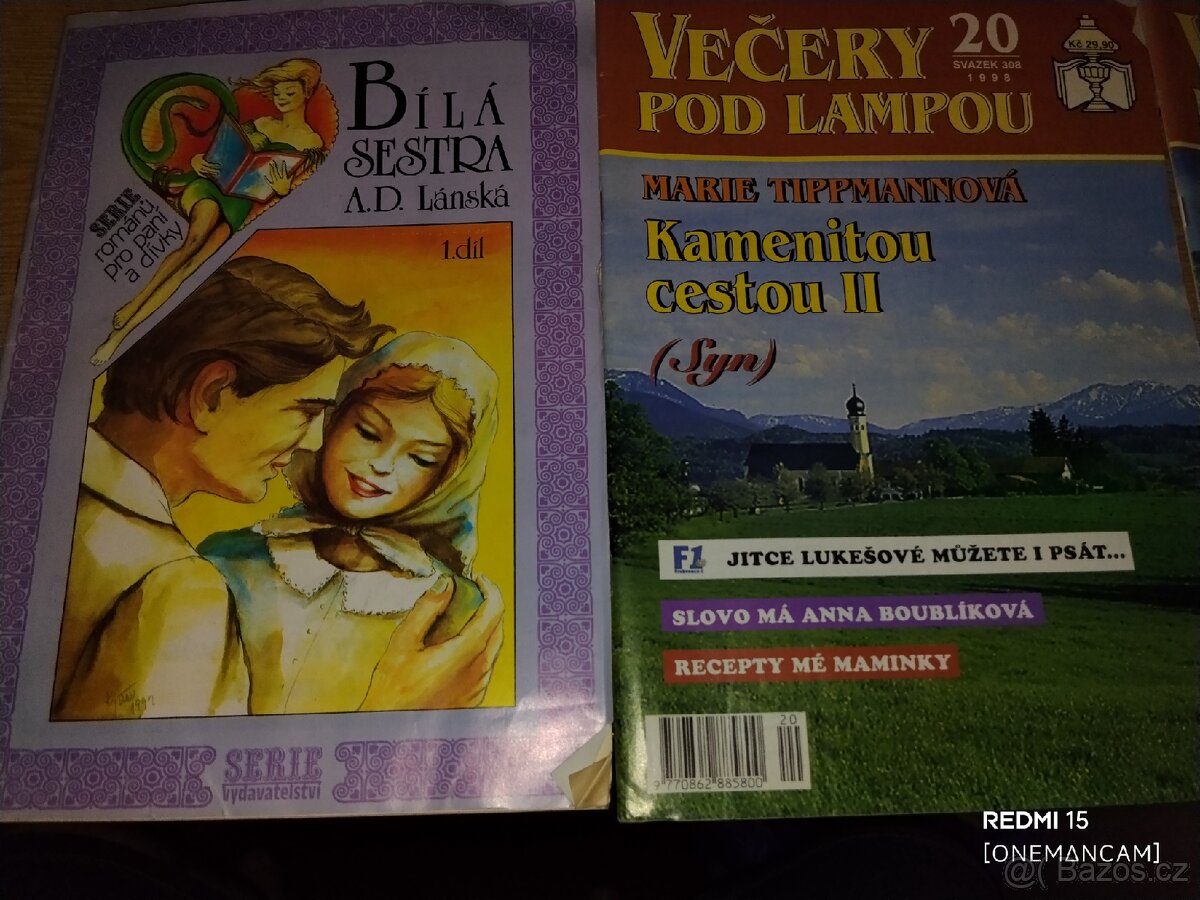 BÍLÁ
SESTRA
A.D. Lánská
SERIE
románů
pro paní
a dívky
1.díl
1992
SERIE
vydavatelství
VEČERY
POD LAMPOU
20
SVAZEK 308
1998
Kč 29,90
MARIE TIPPMANNOVÁ
Kamenitou
cestou II
(Syn)
F1
JITCE LUKEŠOVÉ MŮŽETE I PSÁT...
SLOVO MÁ ANNA BOUBLÍKOVÁ
RECEPTY MÉ MAMINKY
20
9 770862 885800
REDMI 15
[ONEMANCAM]
@( Bazoš.cz